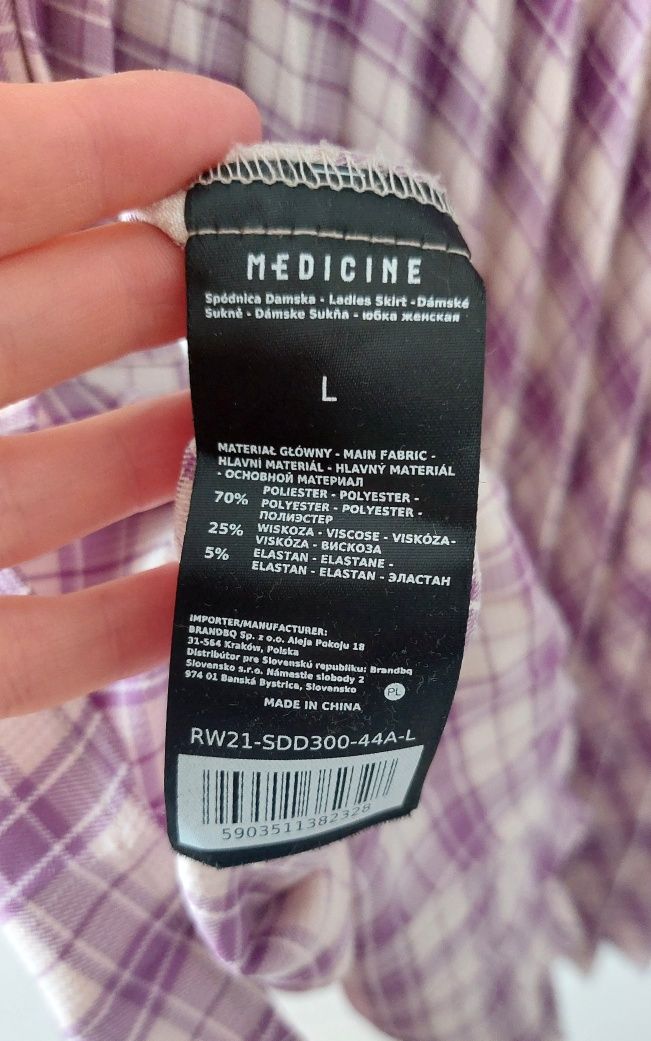 MEDICINE
Spódnica Damska - Ladies Skirt - Dámské
Sukně - Dámske Sukňa - юбка женская
L
MATERIAŁ GŁÓWNY - MAIN FABRIC -
HLAVNÍ MATERIÁL - HLAVNÝ MATERIÁL
- ОСНОВНОЙ МАТЕРИАЛ
70% POLIESTER - POLYESTER -
POLYESTER - POLYESTER -
ПОЛИЭСТЕР
25% WISKOZA - VISCOSE - VISKÓZA-
VISKÓZA - ВИСКОЗА
5% ELASTAN - ELASTANE -
ELASTAN - ELASTAN - ЭЛАСТАН
IMPORTER/MANUFACTURER:
BRANDBQ Sp. z o.o. Aleja Pokoju 18
31-564 Kraków, Polska
Distribútor pre Slovenskú republiku: Brandbq
Slovensko s.r.o. Námestie slobody 2
974 01 Banská Bystrica, Slovensko
PL
MADE IN CHINA
RW21-SDD300-44A-L
5903511382328